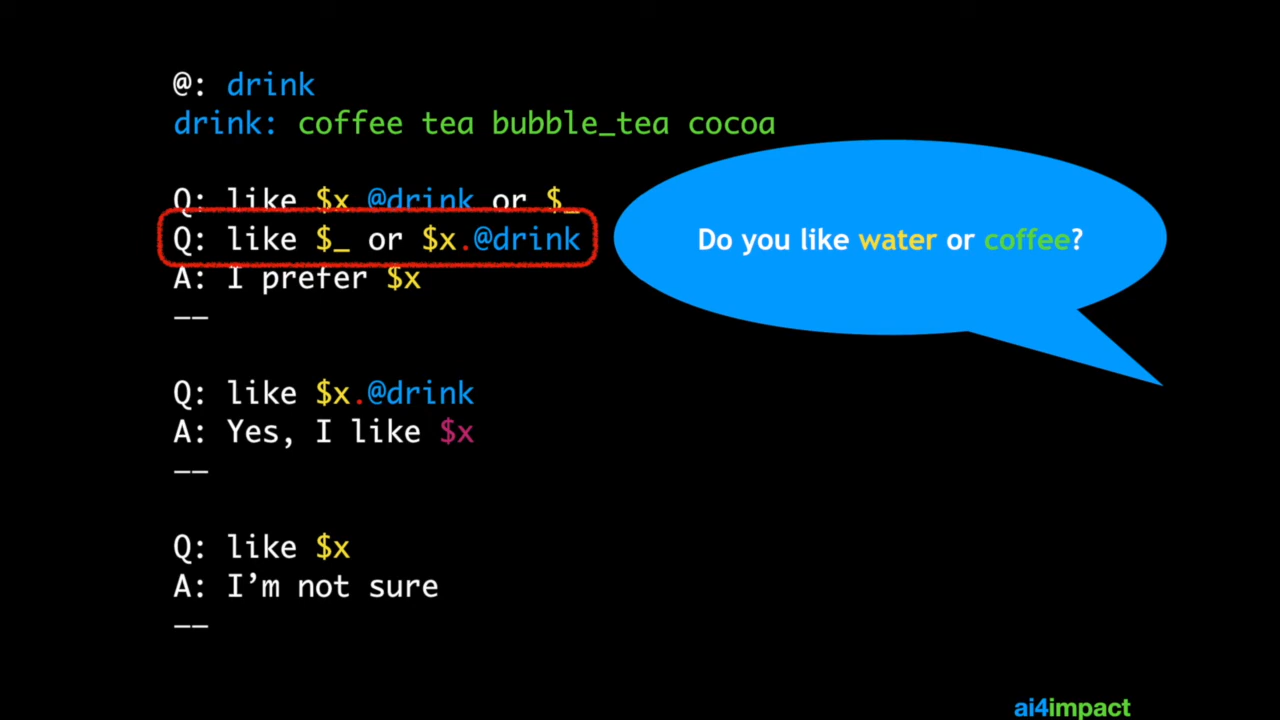 @: drink
drink: coffee tea bubble_tea cocoa
Q: like $x.@drink or $_
Q: like $_ or $x.@drink
A: I prefer $x
——
Do you like water or coffee?
Q: like $x.@drink
A: Yes, I like $x
——
Q: like $x
A: I’m not sure
——
ai4impact